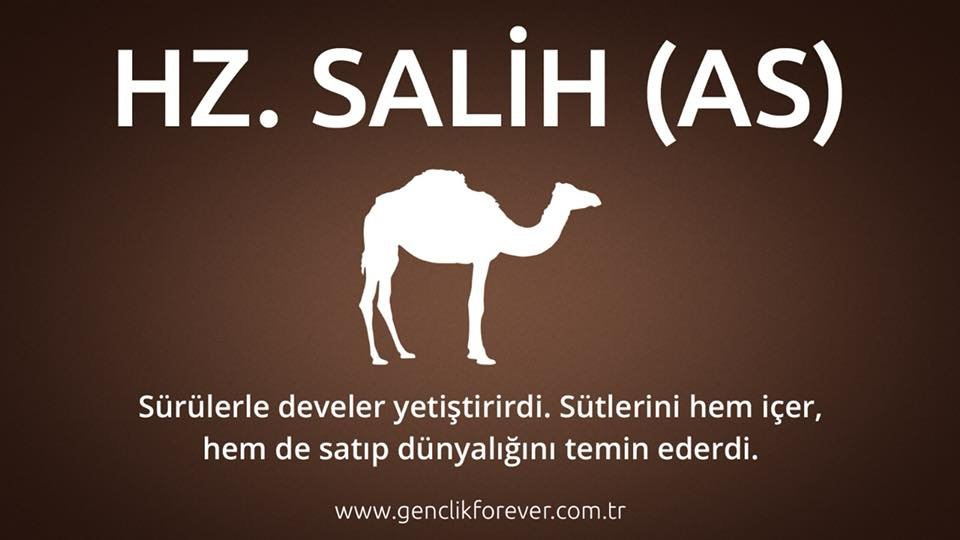 HZ. SALİH (AS)
Sürülerle develer yetiştirirdi. Sütlerini hem içer,
hem de satıp dünyalığını temin ederdi.
www.genclikforever.com.tr